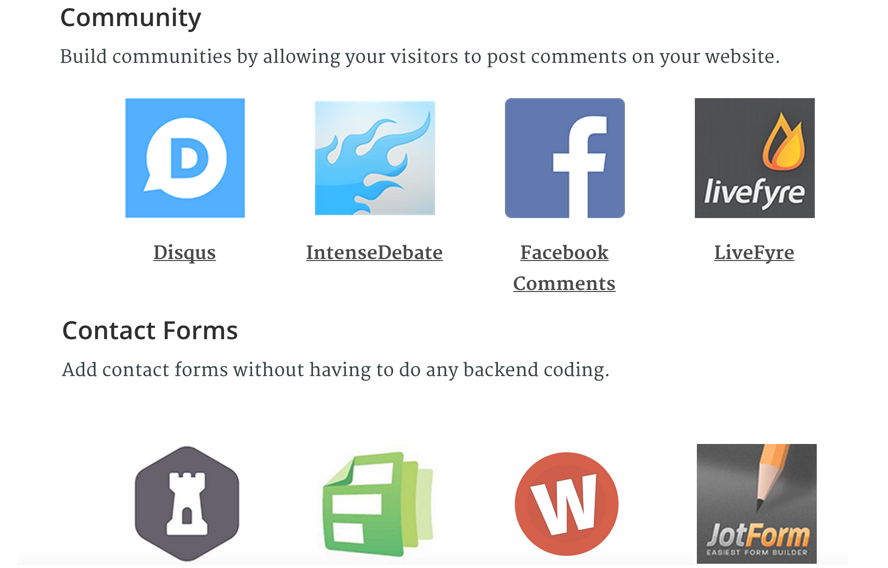 Community
Build communities by allowing your visitors to post comments on your website.
D
f
livefyre
Disqus
IntenseDebate
Facebook
Comments
LiveFyre
Contact Forms
Add contact forms without having to do any backend coding.
W
JotForm
EASIEST FORM BUILDER